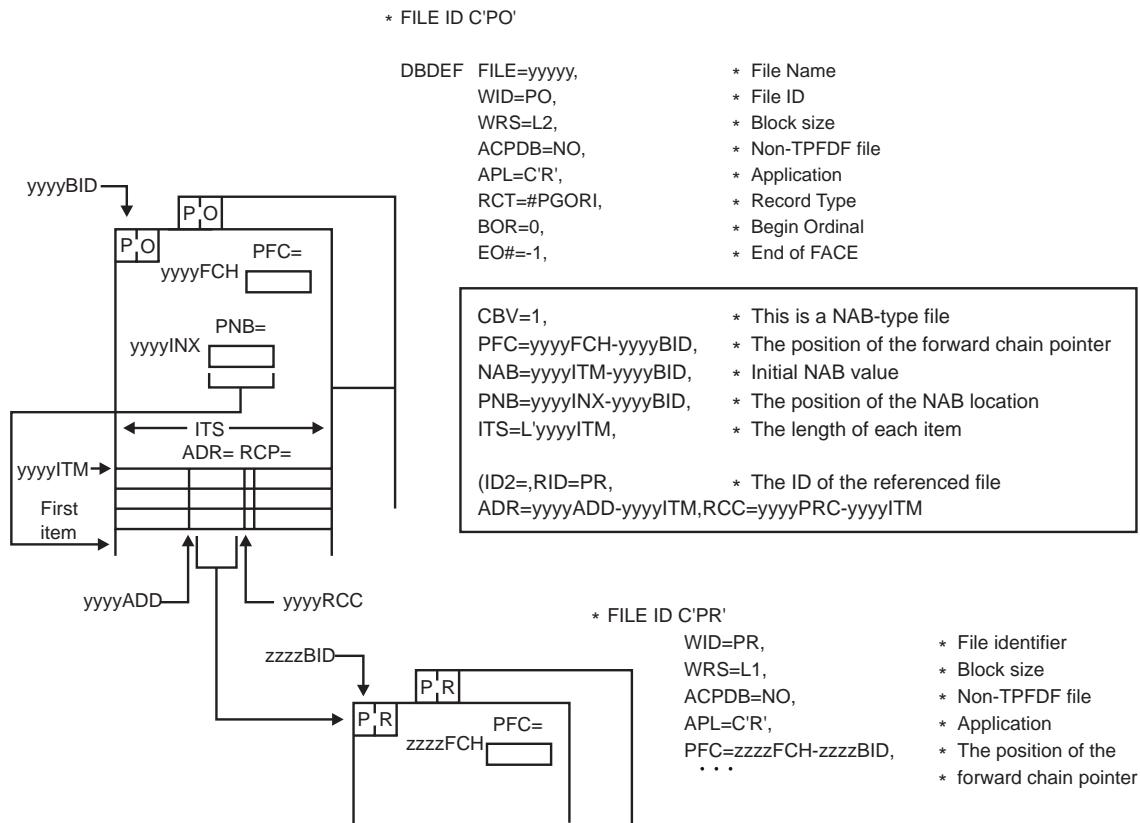 * FILE ID C'PO'
DBDEF FILE=yyyyy, * File Name
WID=PO, * File ID
WRS=L2, * Block size
ACPDB=NO, * Non-TPFDF file
APL=C'R', * Application
RCT=#PGORI, * Record Type
BOR=0, * Begin Ordinal
EO#=-1, * End of FACE
yyyyBID
P O
P O
PFC=
yyyyFCH
PNB=
yyyyINX
ITS
ADR= RCP=
yyyyITM
First
item
yyyyADD
yyyyRCC
CBV=1, * This is a NAB-type file
PFC=yyyyFCH-yyyyBID, * The position of the forward chain pointer
NAB=yyyyITM-yyyyBID, * Initial NAB value
PNB=yyyyINX-yyyyBID, * The position of the NAB location
ITS=L'yyyyITM, * The length of each item
(ID2=,RID=PR, * The ID of the referenced file
ADR=yyyyADD-yyyyITM,RCC=yyyyPRC-yyyyITM
* FILE ID C'PR'
WID=PR, * File identifier
WRS=L1, * Block size
ACPDB=NO, * Non-TPFDF file
APL=C'R', * Application
PFC=zzzzFCH-zzzzBID, * The position of the
. . . * forward chain pointer
zzzzBID
P R
P R
PFC=
zzzzFCH